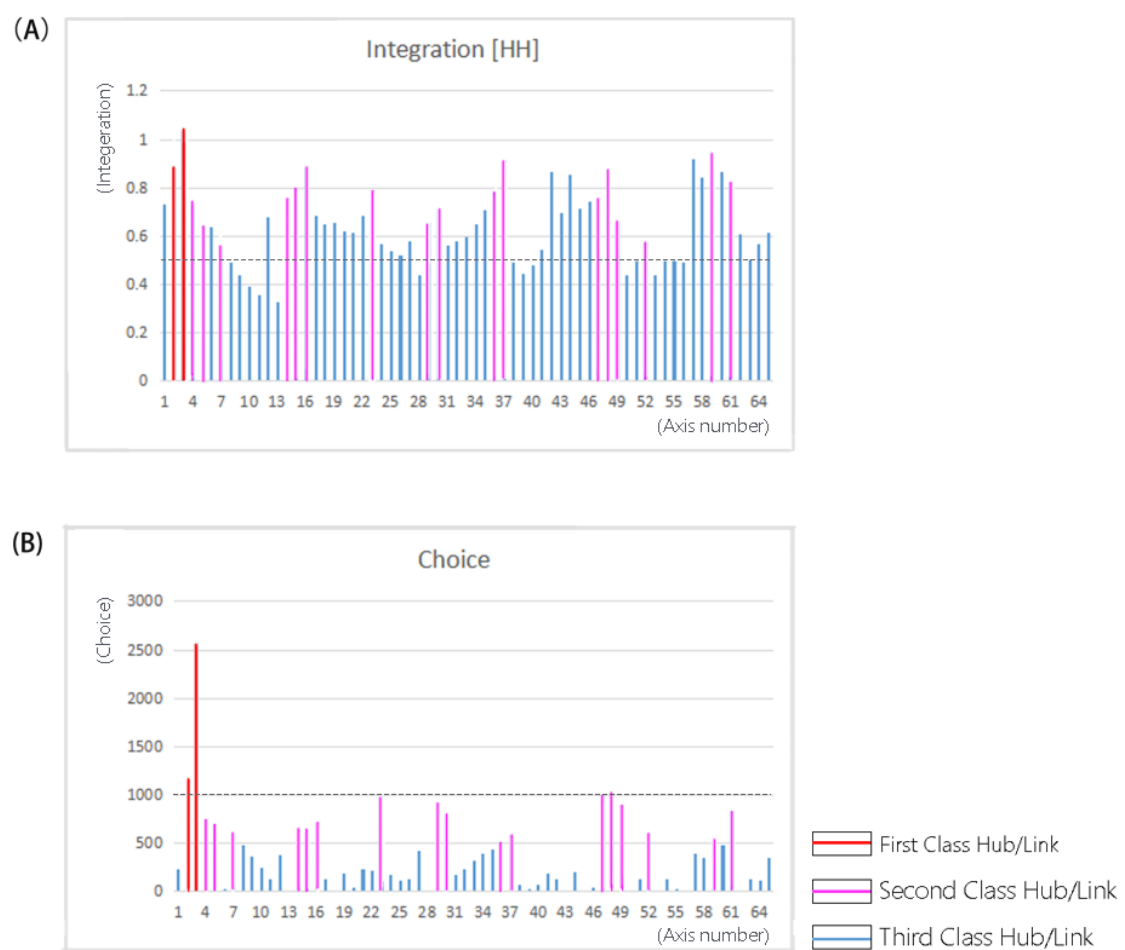 (A)
Integration [HH]
(Integeration)
1.2
1
0.8
0.6
0.4
0.2
0
1 4 7 10 13 16 19 22 25 28 31 34 37 40 43 46 49 52 55 58 61 64
(Axis number)
(B)
Choice
(Choice)
3000
2500
2000
1500
1000
500
0
1 4 7 10 13 16 19 22 25 28 31 34 37 40 43 46 49 52 55 58 61 64
(Axis number)
First Class Hub/Link
Second Class Hub/Link
Third Class Hub/Link